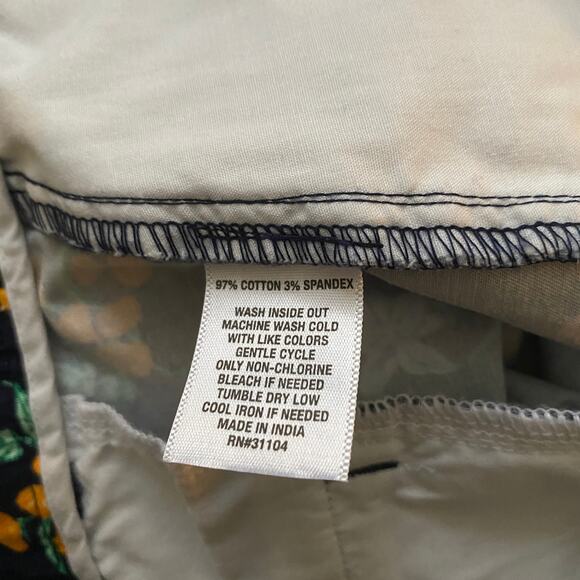 97% COTTON 3% SPANDEX
WASH INSIDE OUT
MACHINE WASH COLD
WITH LIKE COLORS
GENTLE CYCLE
ONLY NON-CHLORINE
BLEACH IF NEEDED
TUMBLE DRY LOW
COOL IRON IF NEEDED
MADE IN INDIA
RN#31104